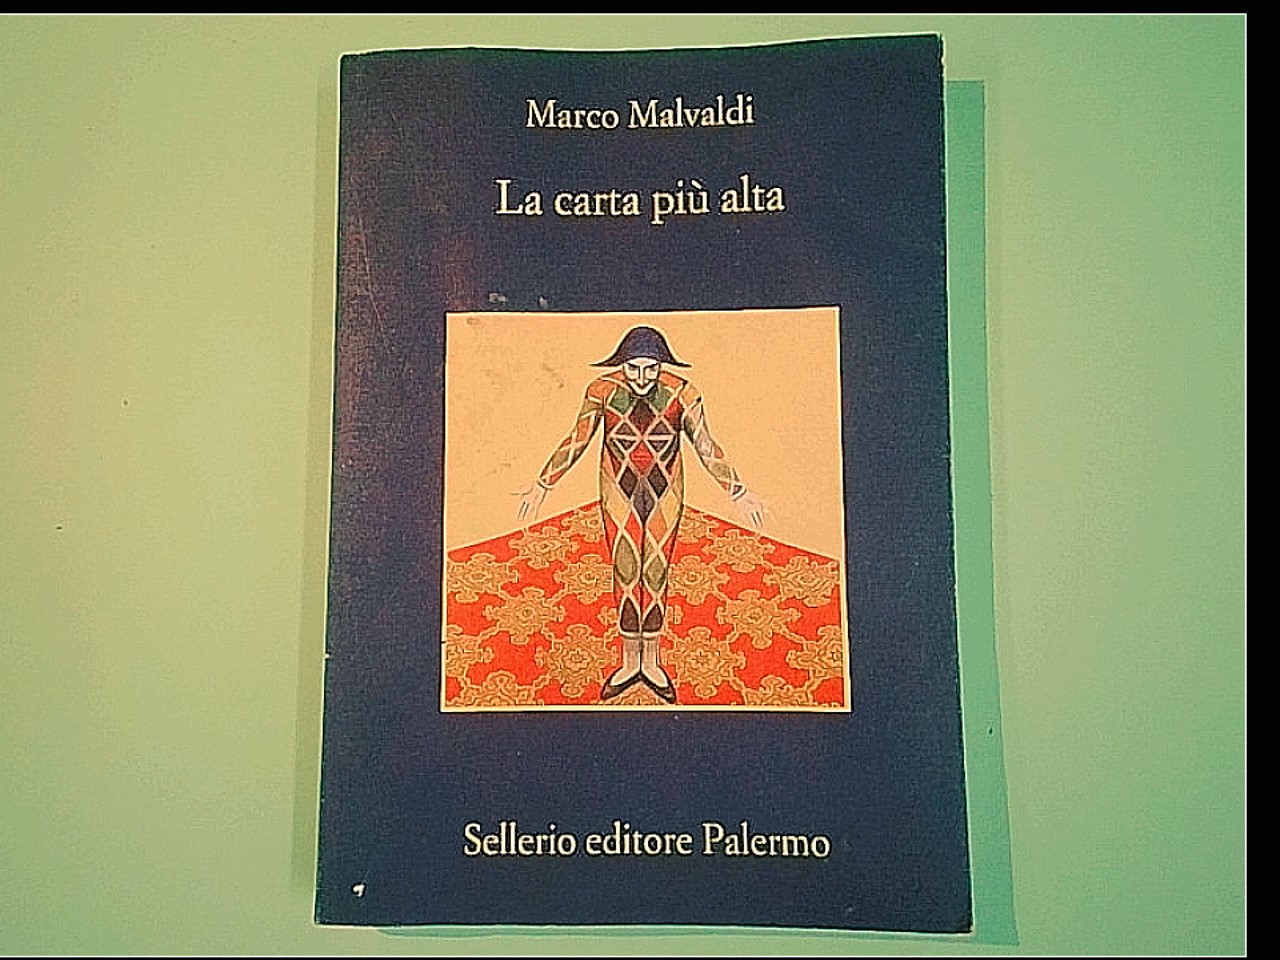 Marco Malvaldi
La carta più alta
Sellerio editore Palermo